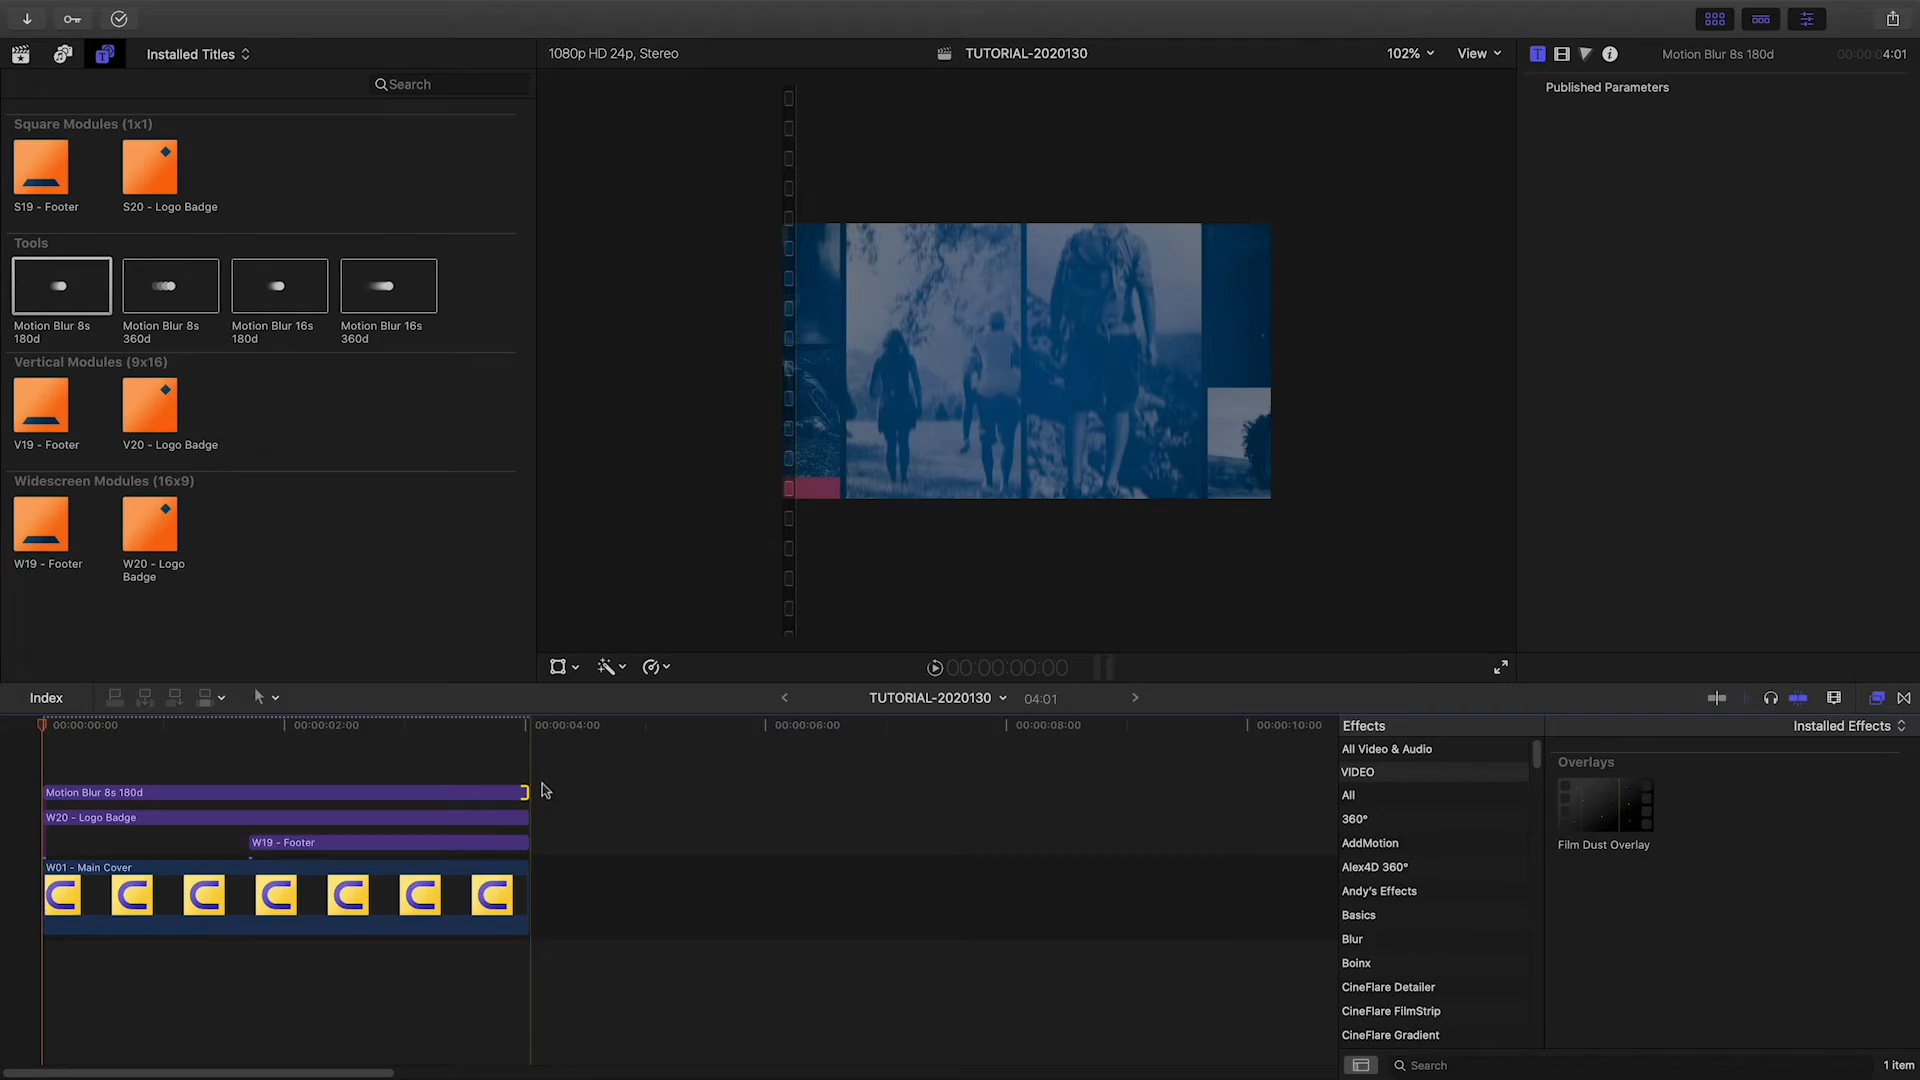 Installed Titles
1080p HD 24p, Stereo
TUTORIAL-2020130
102%
View
Motion Blur 8s 180d
00:00:04:01
Search
Published Parameters
Square Modules (1x1)
S19 - Footer
S20 - Logo Badge
Tools
Motion Blur 8s
180d
Motion Blur 8s
360d
Motion Blur 16s
180d
Motion Blur 16s
360d
Vertical Modules (9x16)
V19 - Footer
V20 - Logo Badge
Widescreen Modules (16x9)
W19 - Footer
W20 - Logo
Badge
00:00:00:00
Index
TUTORIAL-2020130
04:01
00:00:00:00
00:00:02:00
00:00:04:00
00:00:06:00
00:00:08:00
00:00:10:00
Motion Blur 8s 180d
W20 - Logo Badge
W19 - Footer
W01 - Main Cover
Effects
Installed Effects
All Video & Audio
VIDEO
All
360°
AddMotion
Alex4D 360°
Andy's Effects
Basics
Blur
Boinx
CineFlare Detailer
CineFlare FilmStrip
CineFlare Gradient
Overlays
Film Dust Overlay
Search
1 item